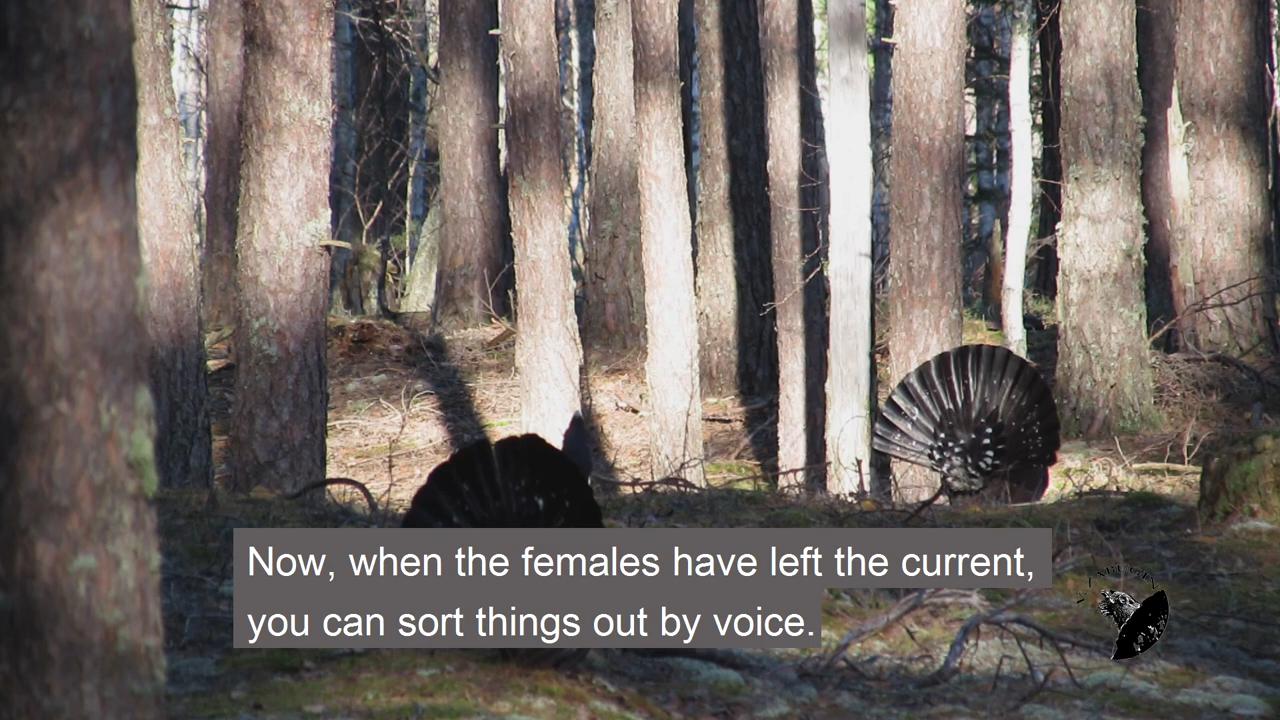 Now, when the females have left the current,
you can sort things out by voice.